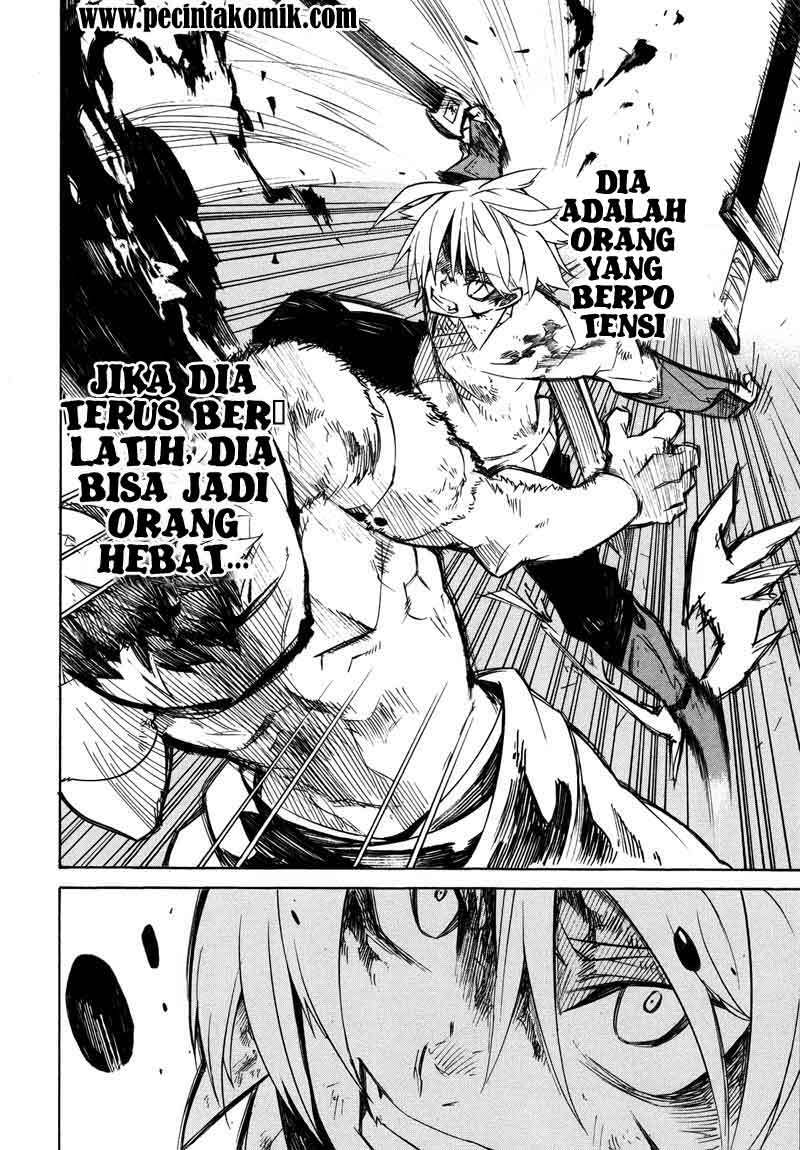 www.pecintakomik.com
DIA
ADALAH
ORANG
YANG
BERPO
TENSI
JIKA DIA
TERUS BER
LATIH, DIA
BISA JADI
ORANG
HEBAT...